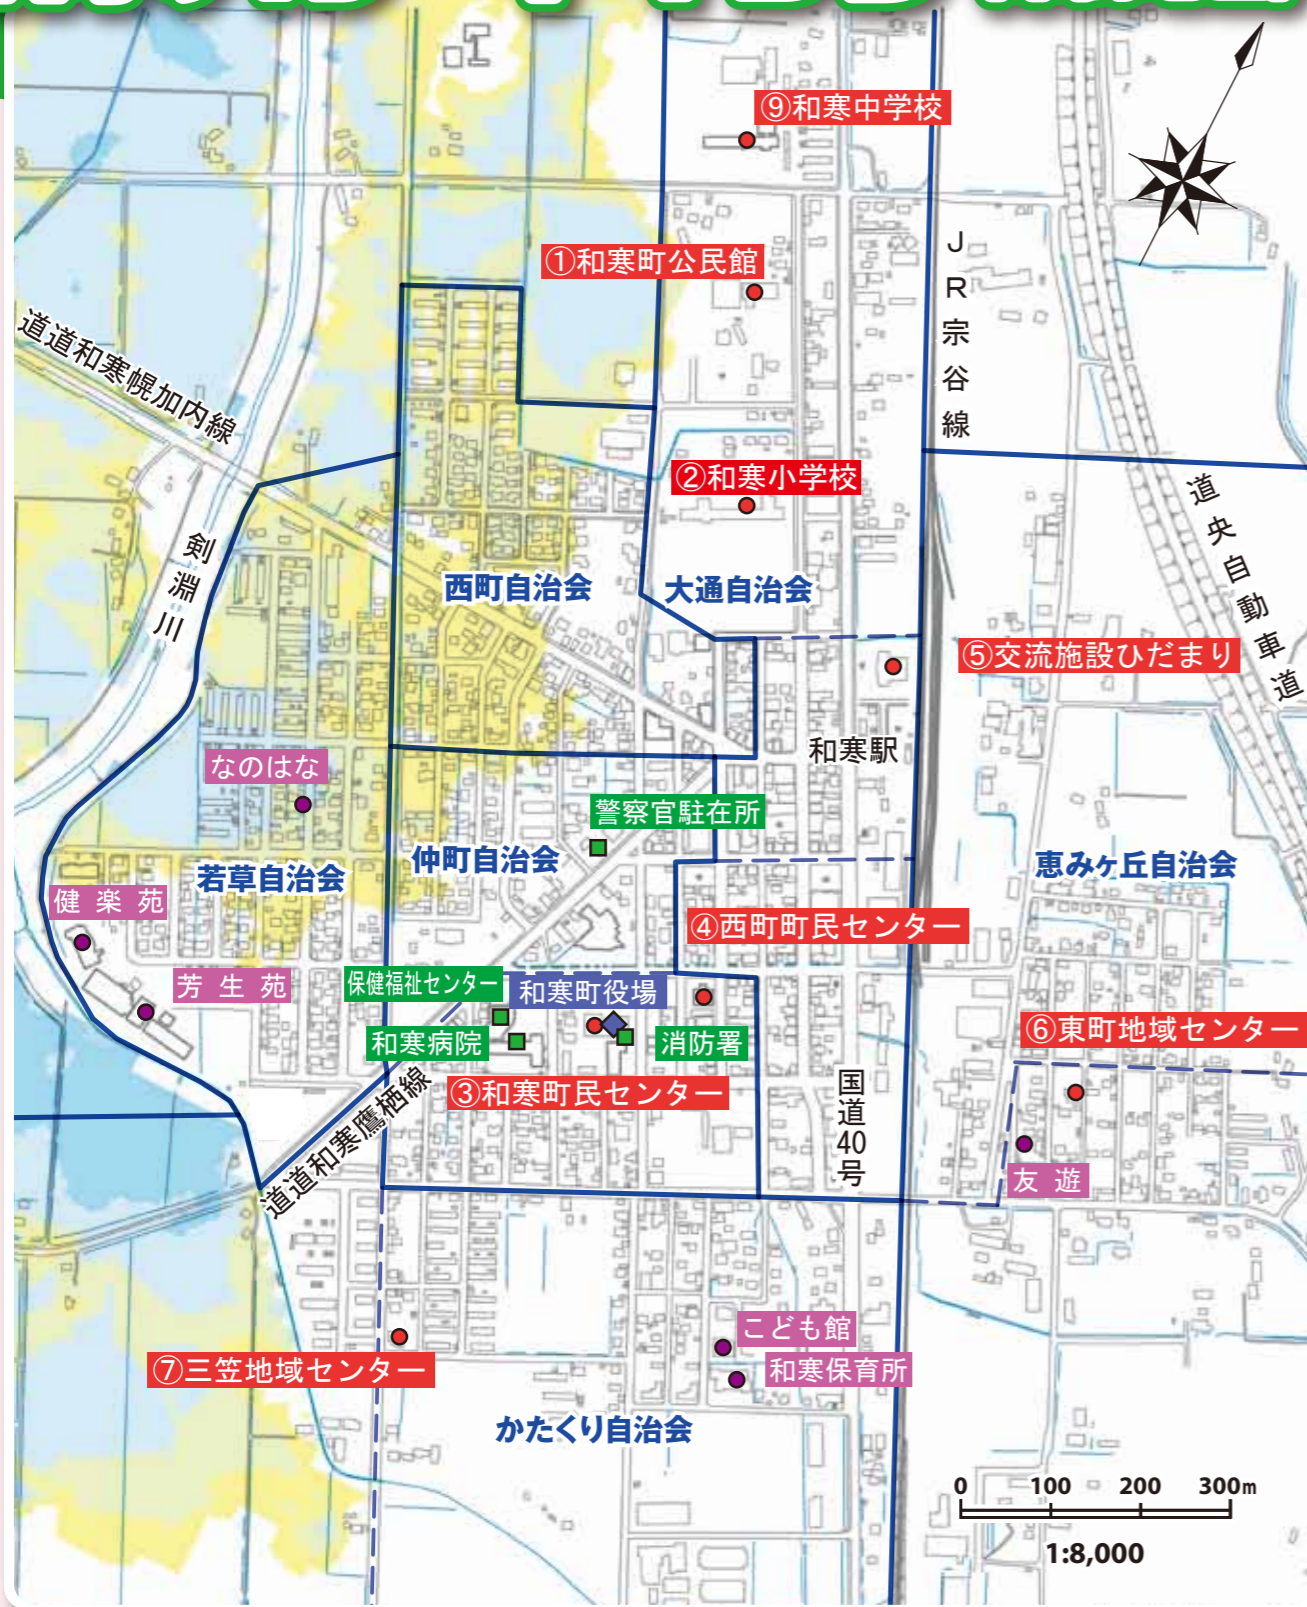 ⑨和寒中学校
①和寒町公民館
JR宗谷線
道道和寒幌加内線
②和寒小学校
道央自動車道
剣淵川
西町自治会
大通自治会
⑤交流施設ひだまり
和寒駅
なのはな
警察官駐在所
仲町自治会
恵みヶ丘自治会
若草自治会
健楽苑
④西町町民センター
芳生苑
保健福祉センター
和寒町役場
⑥東町地域センター
和寒病院
消防署
③和寒町民センター
国道40号
道道和寒鷹栖線
友遊
こども館
⑦三笠地域センター
和寒保育所
かたくり自治会
0 100 200 300m
1:8,000